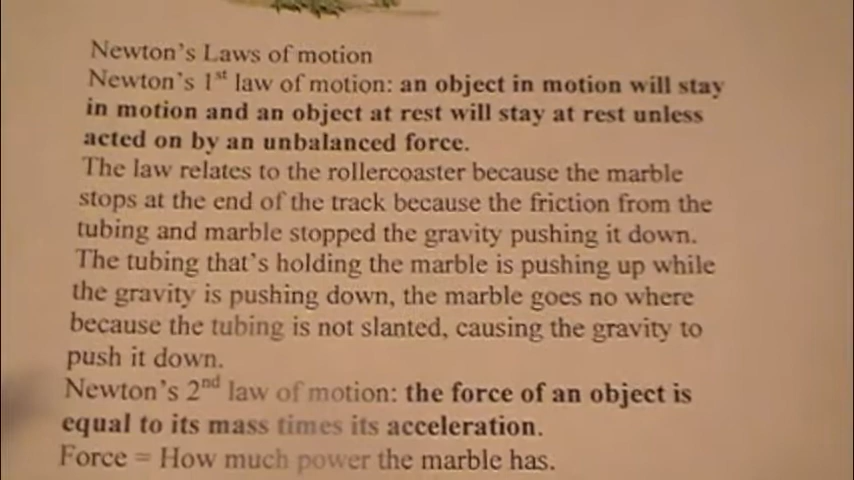 Newton's Laws of motion
Newton's 1st law of motion: an object in motion will stay
in motion and an object at rest will stay at rest unless
acted on by an unbalanced force.
The law relates to the rollercoaster because the marble
stops at the end of the track because the friction from the
tubing and marble stopped the gravity pushing it down.
The tubing that's holding the marble is pushing up while
the gravity is pushing down, the marble goes no where
because the tubing is not slanted, causing the gravity to
push it down.
Newton's 2nd law of motion: the force of an object is
equal to its mass times its acceleration.
Force = How much power the marble has.